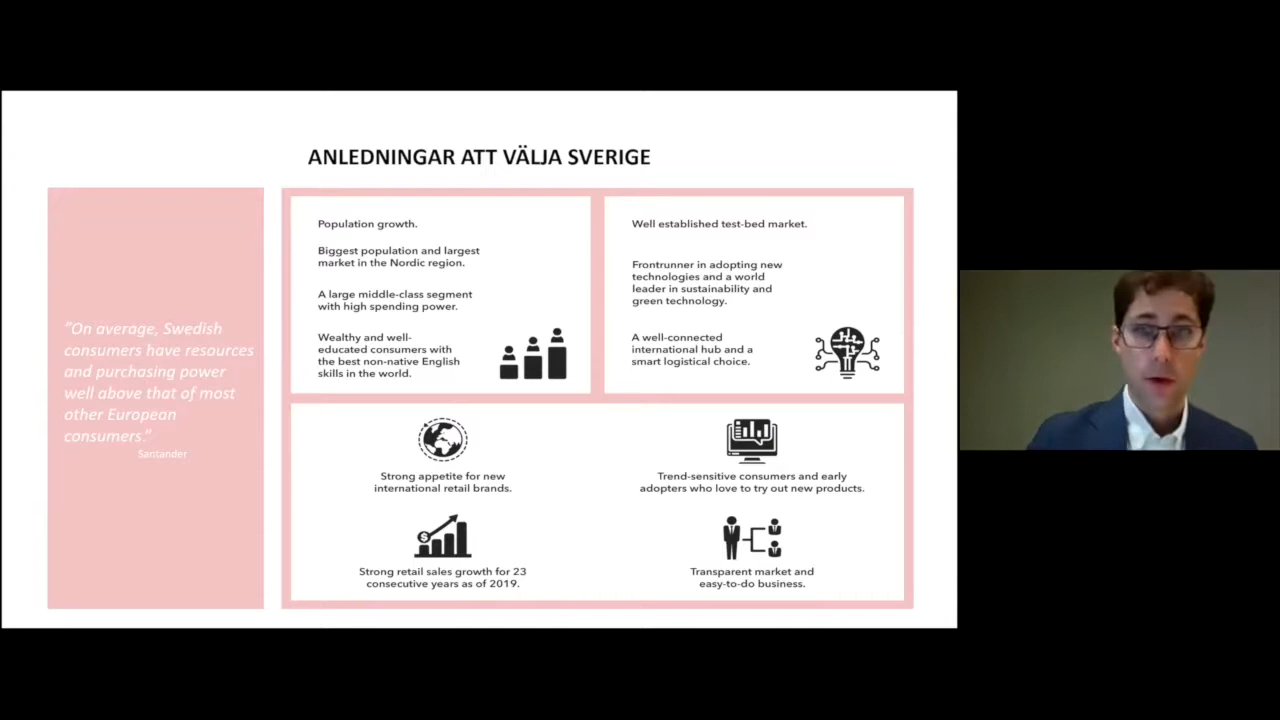 ANLEDNINGAR ATT VÄLJA SVERIGE
"On average, Swedish
consumers have resources
and purchasing power
well above that of most
other European
consumers."
Santander
Population growth.
Biggest population and largest
market in the Nordic region.
A large middle-class segment
with high spending power.
Wealthy and well-
educated consumers with
the best non-native English
skills in the world.
Well established test-bed market.
Frontrunner in adopting new
technologies and a world
leader in sustainability and
green technology.
A well-connected
international hub and a
smart logistical choice.
Strong appetite for new
international retail brands.
Trend-sensitive consumers and early
adopters who love to try out new products.
$
Strong retail sales growth for 23
consecutive years as of 2019.
Transparent market and
easy-to-do business.